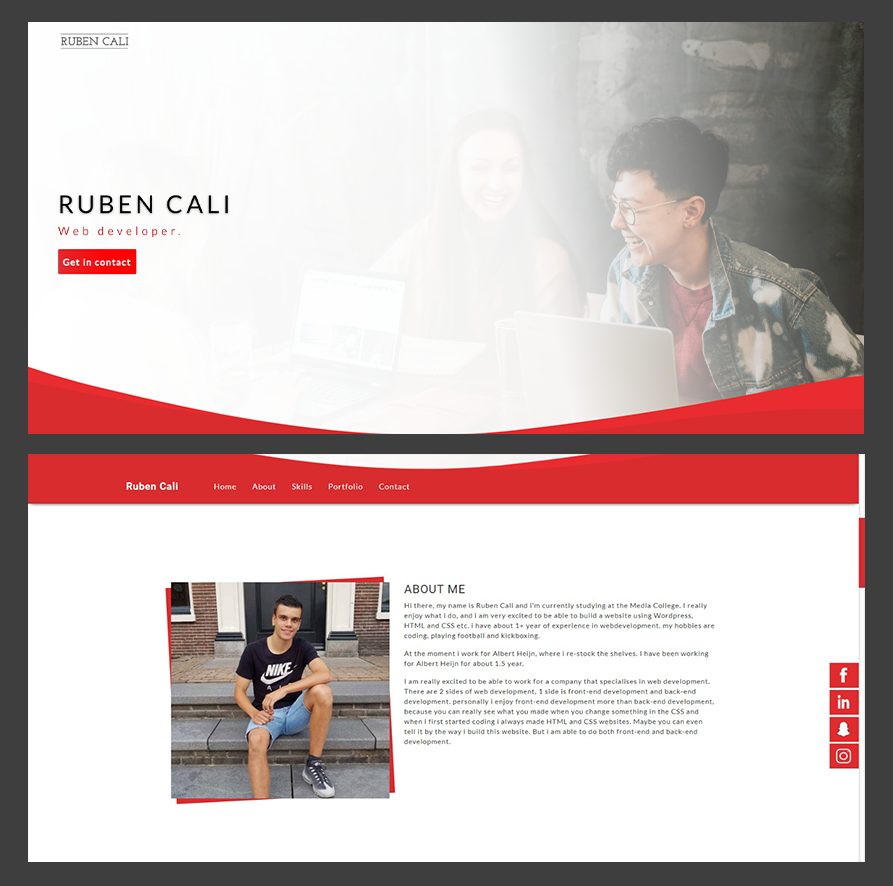 RUBEN CALI
RUBEN CALI
Web developer.
Get in contact
Ruben Cali Home About Skills Portfolio Contact
ABOUT ME
Hi there, my name is Ruben Cali and i'm currently studying at the Media College. I really
enjoy what i do, and i am very excited to be able to build a website using Wordpress,
HTML and CSS etc. i have about 1+ year of experience in webdevelopment. my hobbies are
coding, playing football and kickboxing.
At the moment i work for Albert Heijn, where i re-stock the shelves. I have been working
for Albert Heijn for about 1.5 year.
I am really excited to be able to work for a company that specialises in web development.
There are 2 sides of web development, 1 side is front-end development and back-end
development, personally i enjoy front-end development more than back-end development,
because you can really see what you made when you change something in the CSS and
when i first started coding i always made HTML and CSS websites. Maybe you can even
tell it by the way i build this website. But i am able to do both front-end and back-end
development.
NIKE
f
in